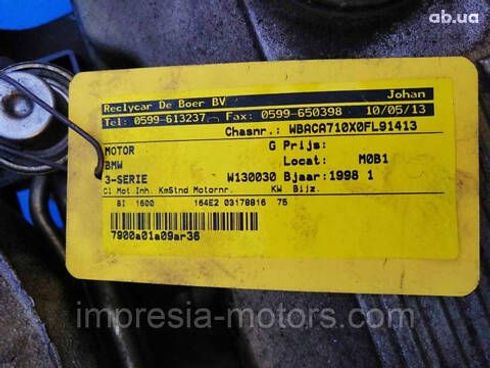 ab.ua
Reclycar De Boer BV Johan
Tel: 0599-613237 Fax: 0599-650398 10/05/13
Chasnr.: WBACA710X0FL91413
MOTOR G Prijs:
BMW Locat: M0B1
3-SERIE W130030 Bjaar:1998 1
Cl Mot Inh. KmStnd Motornr. KW Bijz.
BI 1600 164E2 03178816 75
7900a01a09ar36
impresia-motors.com